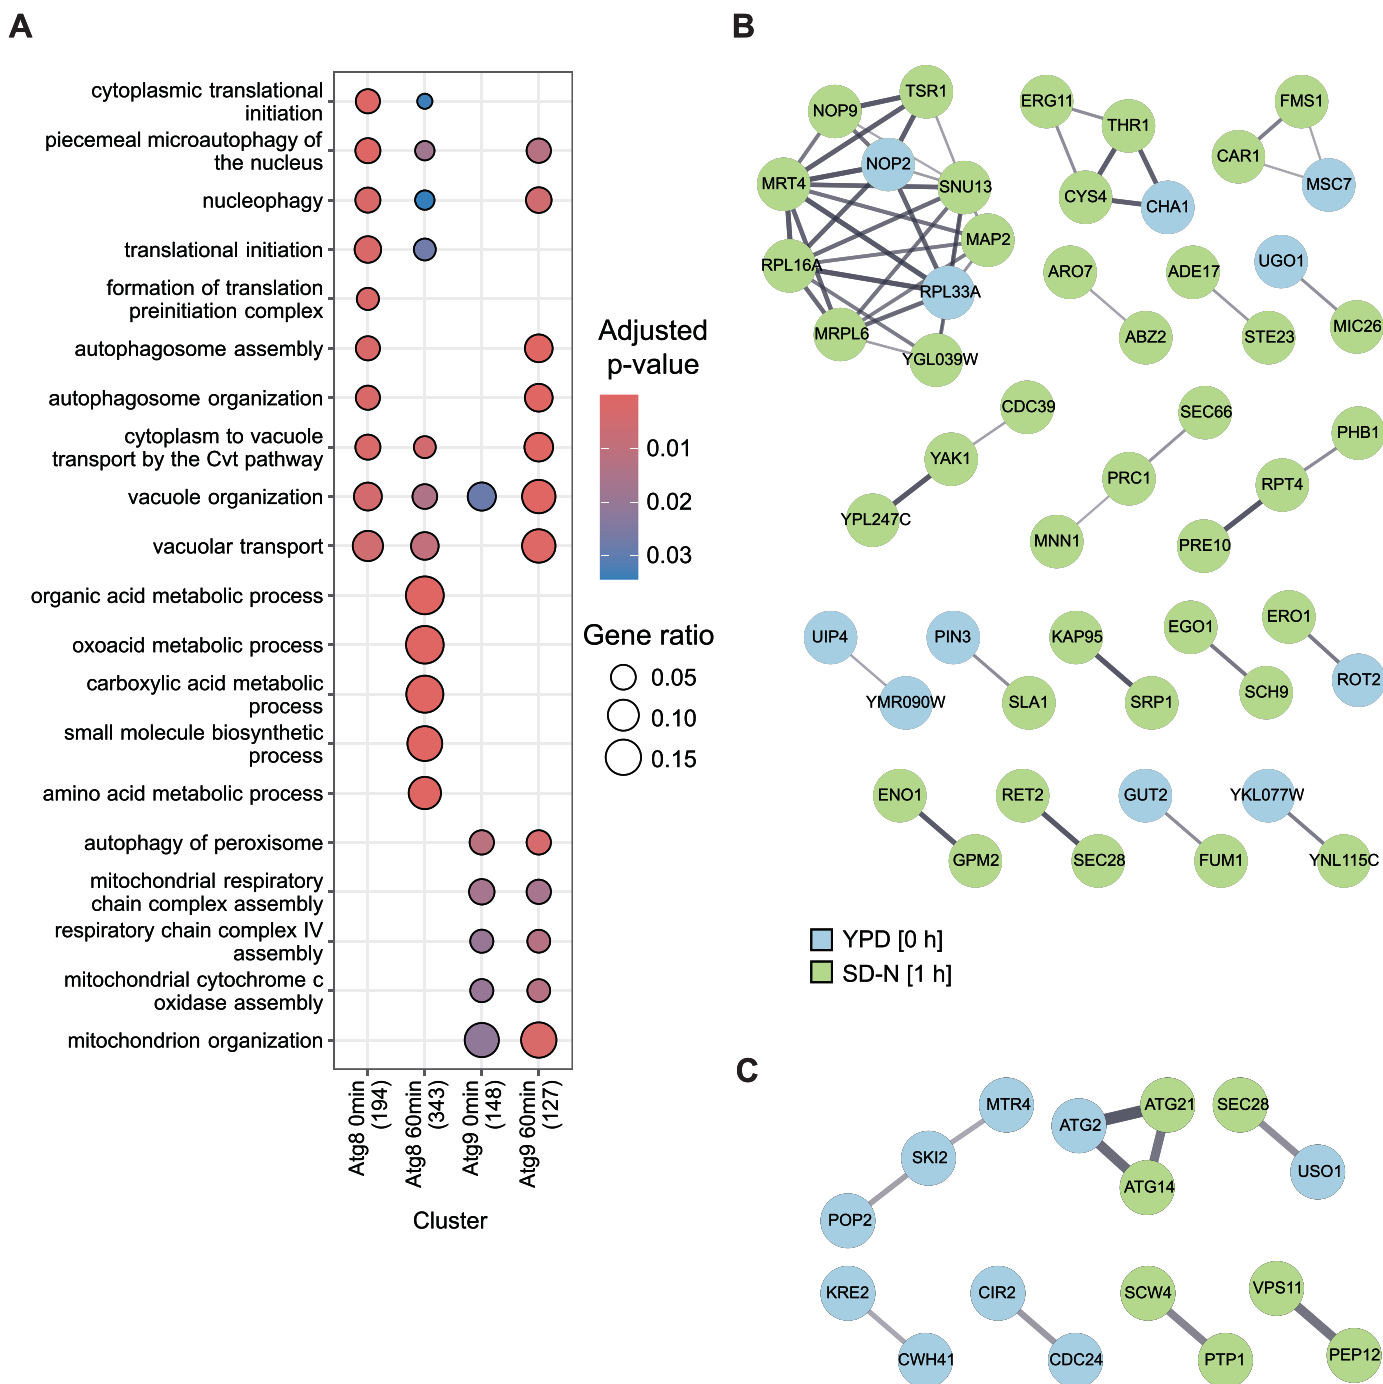 A
cytoplasmic translational
initiation
piecemeal microautophagy of
the nucleus
nucleophagy
translational initiation
formation of translation
preinitiation complex
autophagosome assembly
autophagosome organization
cytoplasm to vacuole
transport by the Cvt pathway
vacuole organization
vacuolar transport
organic acid metabolic process
oxoacid metabolic process
carboxylic acid metabolic
process
small molecule biosynthetic
process
amino acid metabolic process
autophagy of peroxisome
mitochondrial respiratory
chain complex assembly
respiratory chain complex IV
assembly
mitochondrial cytochrome c
oxidase assembly
mitochondrion organization
Atg8 0min
(194)
Atg8 60min
(343)
Atg9 0min
(148)
Atg9 60min
(127)
Cluster
Adjusted
p-value
0.01
0.02
0.03
Gene ratio
0.05
0.10
0.15
B
TSR1
NOP9
NOP2
MRT4
SNU13
MAP2
RPL16A
RPL33A
MRPL6
YGL039W
ERG11
THR1
CYS4
CHA1
FMS1
CAR1
MSC7
ARO7
ABZ2
ADE17
STE23
UGO1
MIC26
CDC39
YAK1
YPL247C
SEC66
PRC1
MNN1
PHB1
RPT4
PRE10
UIP4
YMR090W
PIN3
SLA1
KAP95
SRP1
EGO1
SCH9
ERO1
ROT2
ENO1
GPM2
RET2
SEC28
GUT2
FUM1
YKL077W
YNL115C
YPD [0 h]
SD-N [1 h]
C
MTR4
SKI2
POP2
ATG2
ATG21
ATG14
SEC28
USO1
KRE2
CWH41
CIR2
CDC24
SCW4
PTP1
VPS11
PEP12